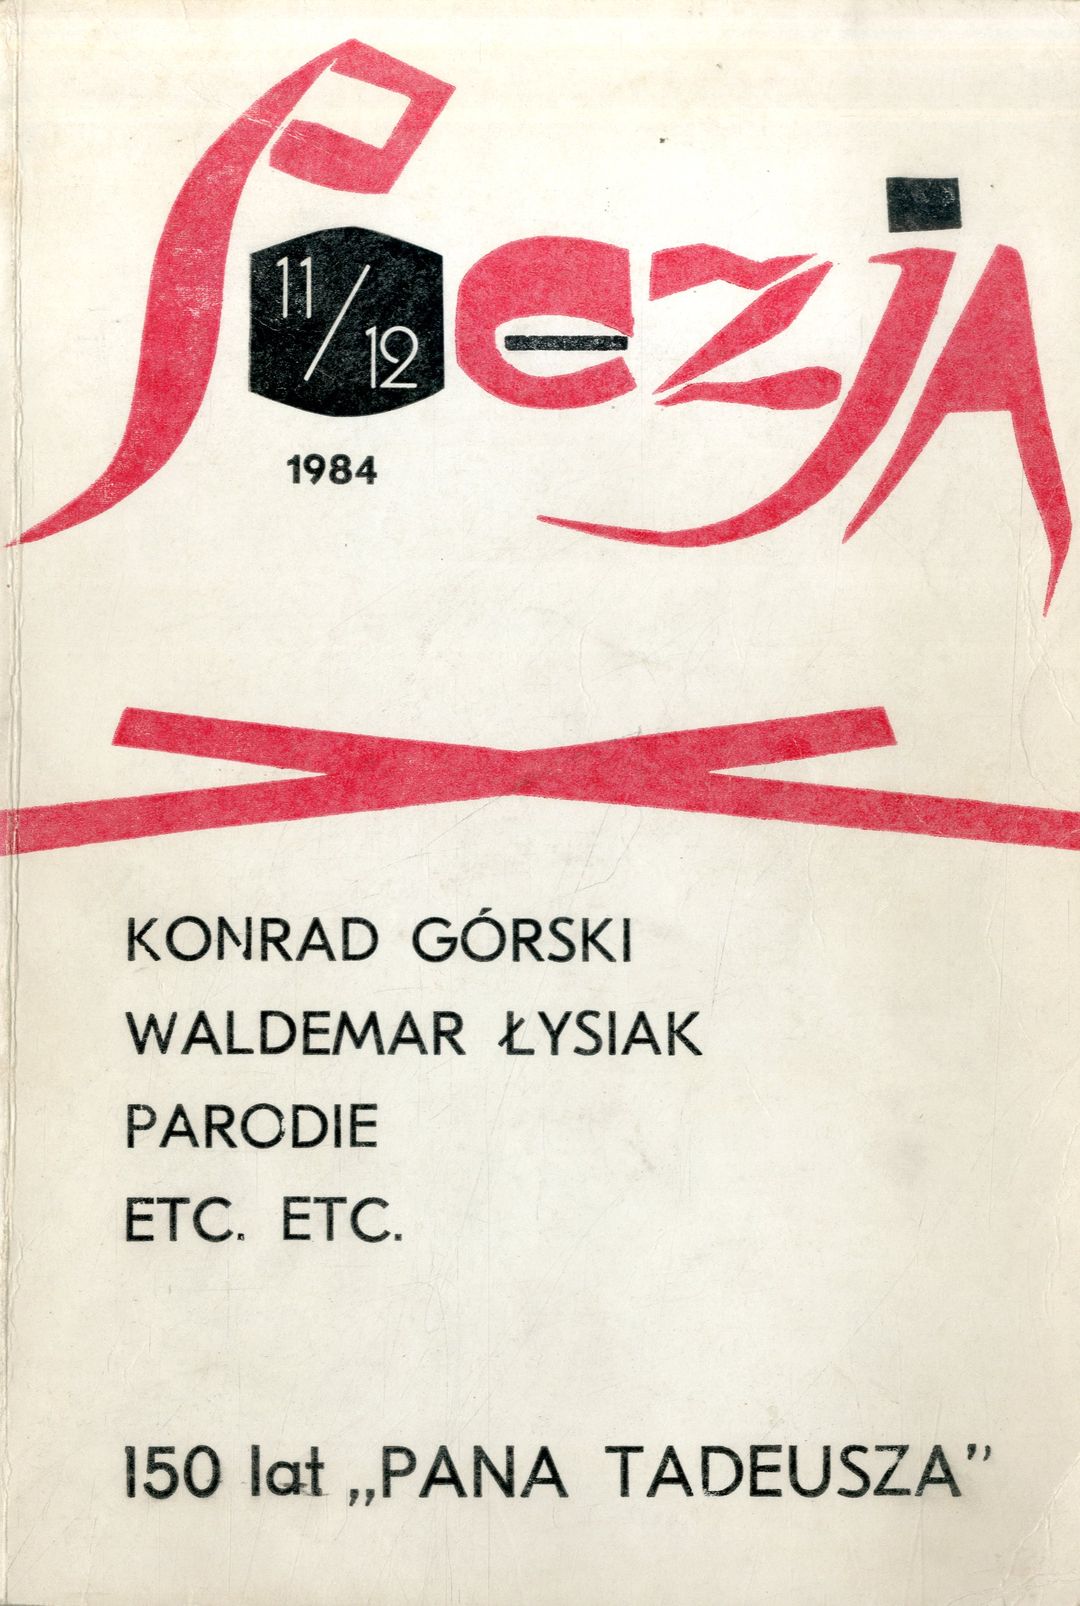 Poezja
11/12
1984
KONRAD GÓRSKI
WALDEMAR ŁYSIAK
PARODIE
ETC. ETC.
150 lat „PANA TADEUSZA”